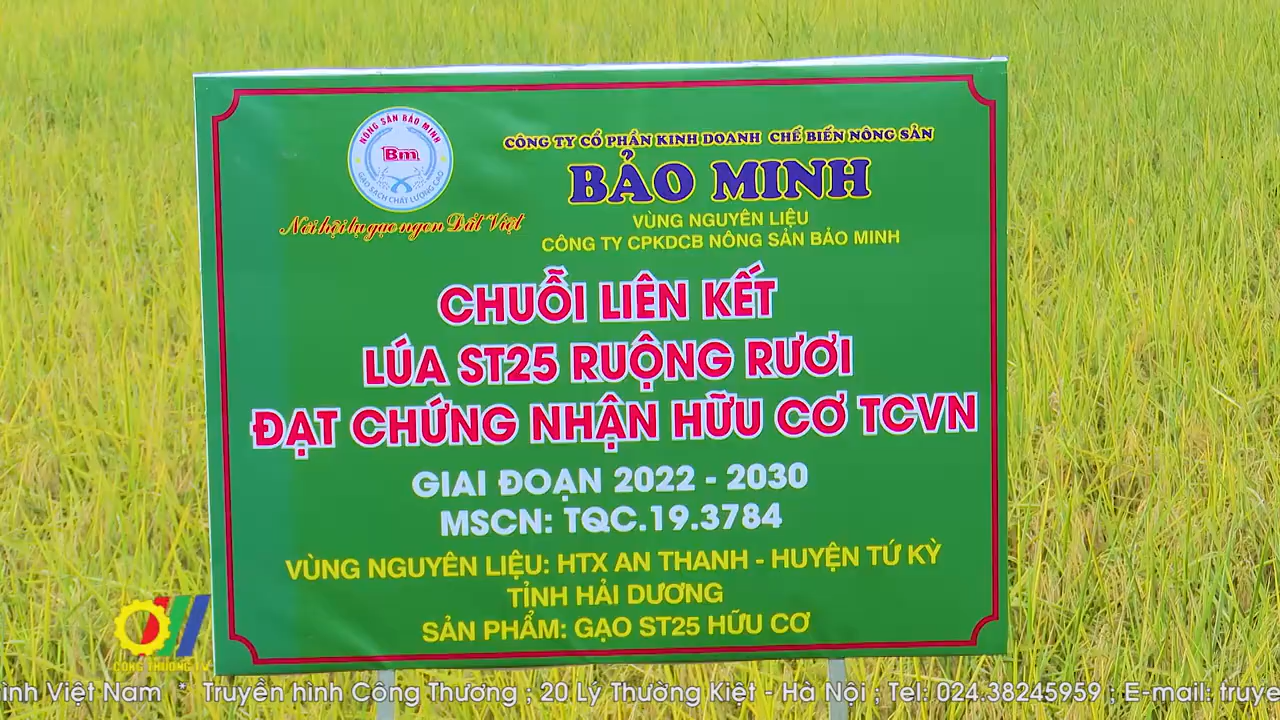 NÔNG SẢN BẢO MINH
Bm
GẠO SẠCH CHẤT LƯỢNG CAO
Nơi hội tụ gạo ngon Đất Việt
CÔNG TY CỔ PHẦN KINH DOANH CHẾ BIẾN NÔNG SẢN
BẢO MINH
VÙNG NGUYÊN LIỆU
CÔNG TY CPKDCB NÔNG SẢN BẢO MINH
CHUỖI LIÊN KẾT
LÚA ST25 RUỘNG RƯƠI
ĐẠT CHỨNG NHẬN HỮU CƠ TCVN
GIAI ĐOẠN 2022 - 2030
MSCN: TQC.19.3784
VÙNG NGUYÊN LIỆU: HTX AN THANH - HUYỆN TỨ KỲ
TỈNH HẢI DƯƠNG
SẢN PHẨM: GẠO ST25 HỮU CƠ
CÔNG THƯƠNG TV
ình Việt Nam * Truyền hình Công Thương ; 20 Lý Thường Kiệt - Hà Nội ; Tel: 024.38245959 ; E-mail: truye